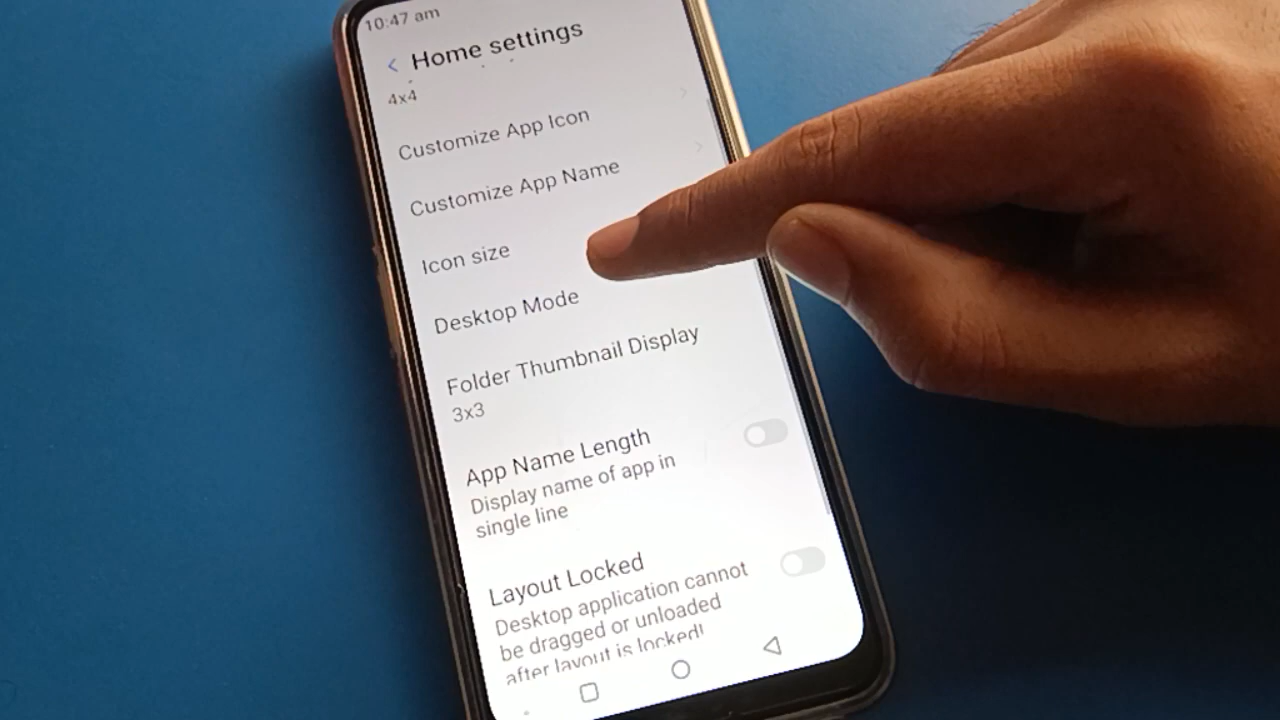 10:47 am
Home settings
4x4
Customize App Icon
Customize App Name
Icon size
Desktop Mode
Folder Thumbnail Display
3x3
App Name Length
Display name of app in
single line
Layout Locked
Desktop application cannot
be dragged or unloaded
after layout is locked!